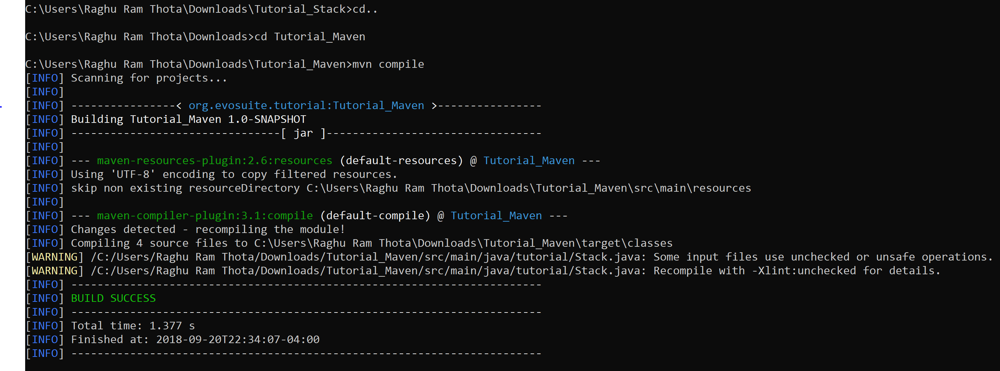 C:\Users\Raghu Ram Thota\Downloads\Tutorial_Stack>cd..
C:\Users\Raghu Ram Thota\Downloads>cd Tutorial_Maven
C:\Users\Raghu Ram Thota\Downloads\Tutorial_Maven>mvn compile
[INFO] Scanning for projects...
[INFO]
[INFO] ----------------< org.evosuite.tutorial:Tutorial_Maven >----------------
[INFO] Building Tutorial_Maven 1.0-SNAPSHOT
[INFO] --------------------------------[ jar ]---------------------------------
[INFO]
[INFO] --- maven-resources-plugin:2.6:resources (default-resources) @ Tutorial_Maven ---
[INFO] Using 'UTF-8' encoding to copy filtered resources.
[INFO] skip non existing resourceDirectory C:\Users\Raghu Ram Thota\Downloads\Tutorial_Maven\src\main\resources
[INFO]
[INFO] --- maven-compiler-plugin:3.1:compile (default-compile) @ Tutorial_Maven ---
[INFO] Changes detected - recompiling the module!
[INFO] Compiling 4 source files to C:\Users\Raghu Ram Thota\Downloads\Tutorial_Maven\target\classes
[WARNING] /C:/Users/Raghu Ram Thota/Downloads/Tutorial_Maven/src/main/java/tutorial/Stack.java: Some input files use unchecked or unsafe operations.
[WARNING] /C:/Users/Raghu Ram Thota/Downloads/Tutorial_Maven/src/main/java/tutorial/Stack.java: Recompile with -Xlint:unchecked for details.
[INFO] ------------------------------------------------------------------------
[INFO] BUILD SUCCESS
[INFO] ------------------------------------------------------------------------
[INFO] Total time: 1.377 s
[INFO] Finished at: 2018-09-20T22:34:07-04:00
[INFO] ------------------------------------------------------------------------